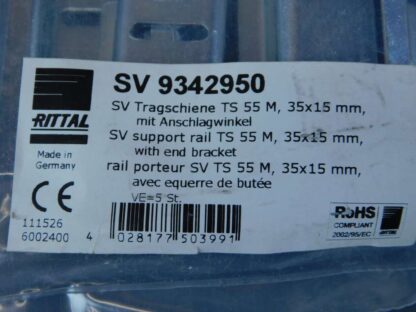 SV 9342950
SV Tragschiene TS 55 M, 35x15 mm,
mit Anschlagwinkel
SV support rail TS 55 M, 35x15 mm,
with end bracket
rail porteur SV TS 55 M, 35x15 mm,
avec equerre de butée
VE=5 St.
RITTAL
Made in
Germany
CE
111526
6002400
4 028177 503991
RoHS
COMPLIANT
2002/95/EC
RITTAL